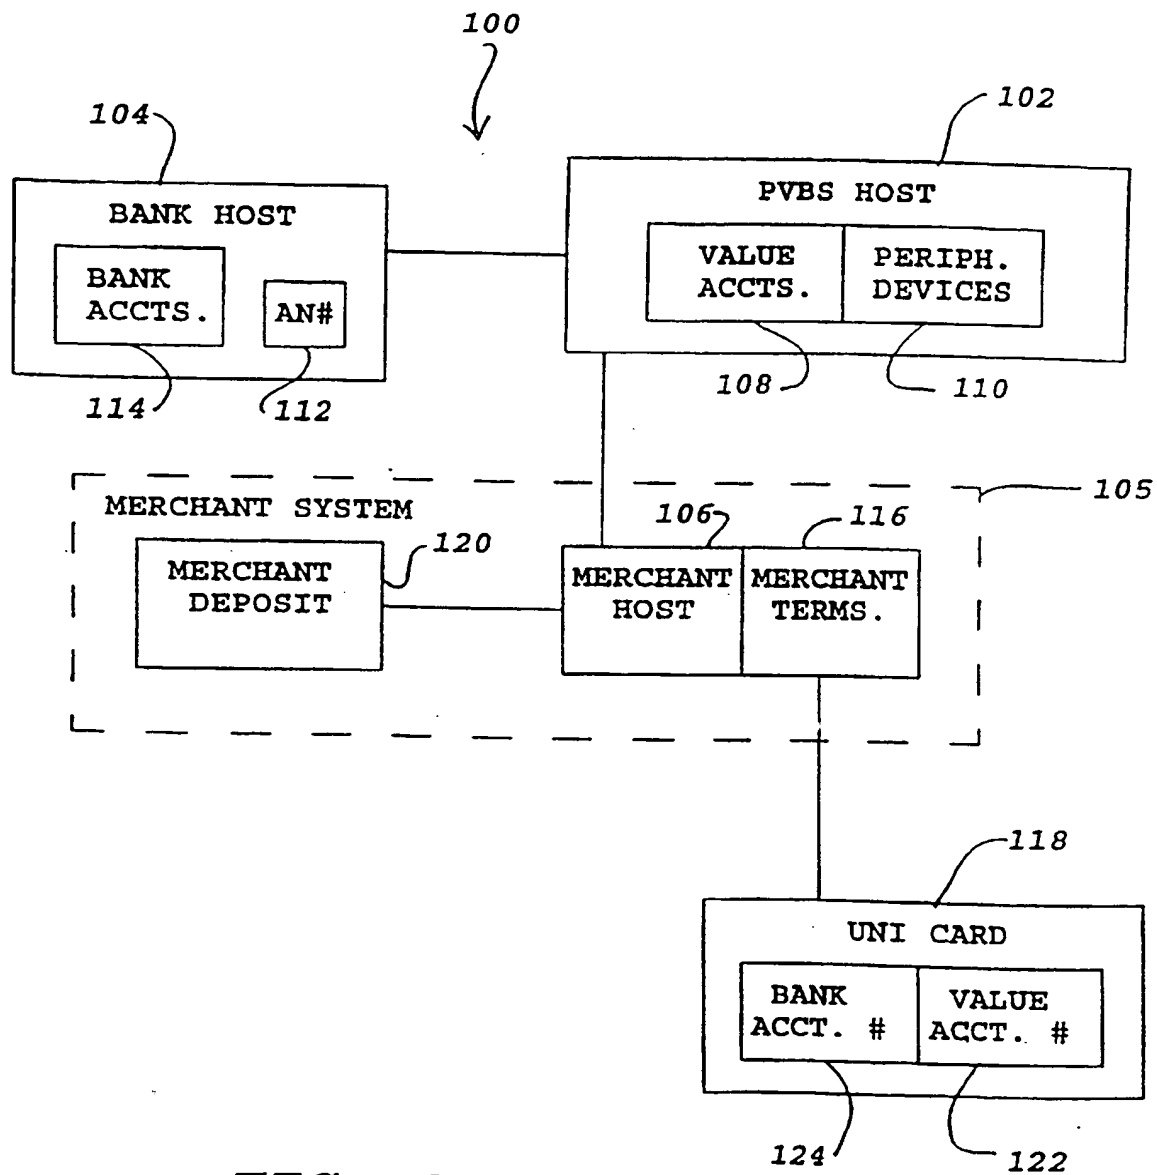 100
104
102
BANK HOST
PVBS HOST
BANK
ACCTS.
AN#
VALUE
ACCTS.
PERIPH.
DEVICES
114
112
108
110
105
MERCHANT SYSTEM
106
116
120
MERCHANT
DEPOSIT
MERCHANT
HOST
MERCHANT
TERMS.
118
UNI CARD
BANK
ACCT. #
VALUE
ACCT. #
124
122